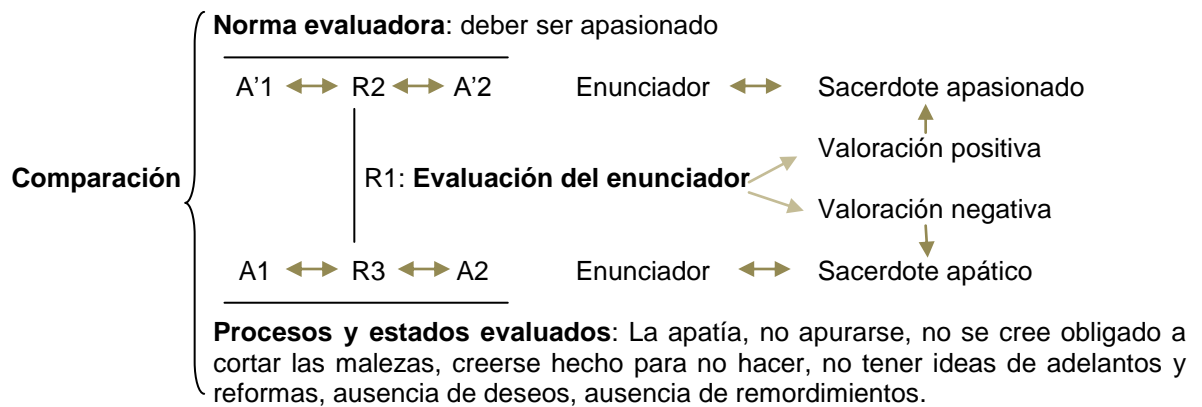 Norma evaluadora: deber ser apasionado
A’1 R2 A’2 Enunciador Sacerdote apasionado
Valoración positiva
Comparación R1: Evaluación del enunciador
Valoración negativa
A1 R3 A2 Enunciador Sacerdote apático
Procesos y estados evaluados: La apatía, no apurarse, no se cree obligado a
cortar las malezas, creerse hecho para no hacer, no tener ideas de adelantos y
reformas, ausencia de deseos, ausencia de remordimientos.